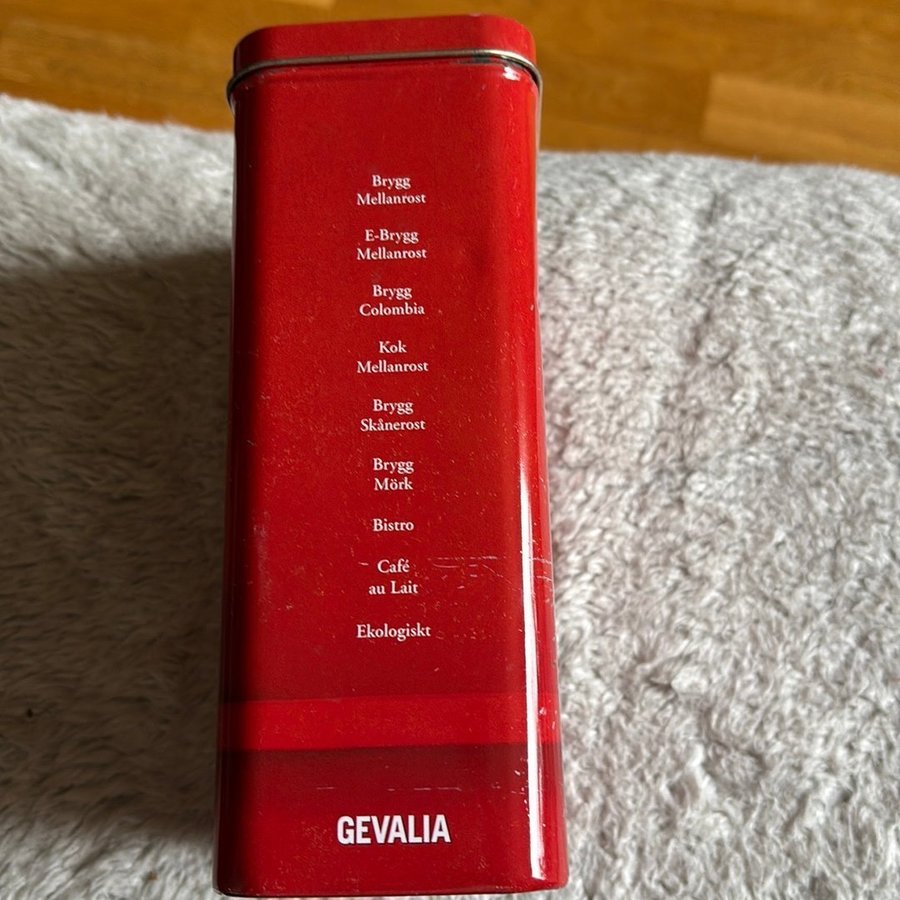 Brygg
Mellanrost
E-Brygg
Mellanrost
Brygg
Colombia
Kok
Mellanrost
Brygg
Skånerost
Brygg
Mörk
Bistro
Café
au Lait
Ekologiskt
GEVALIA